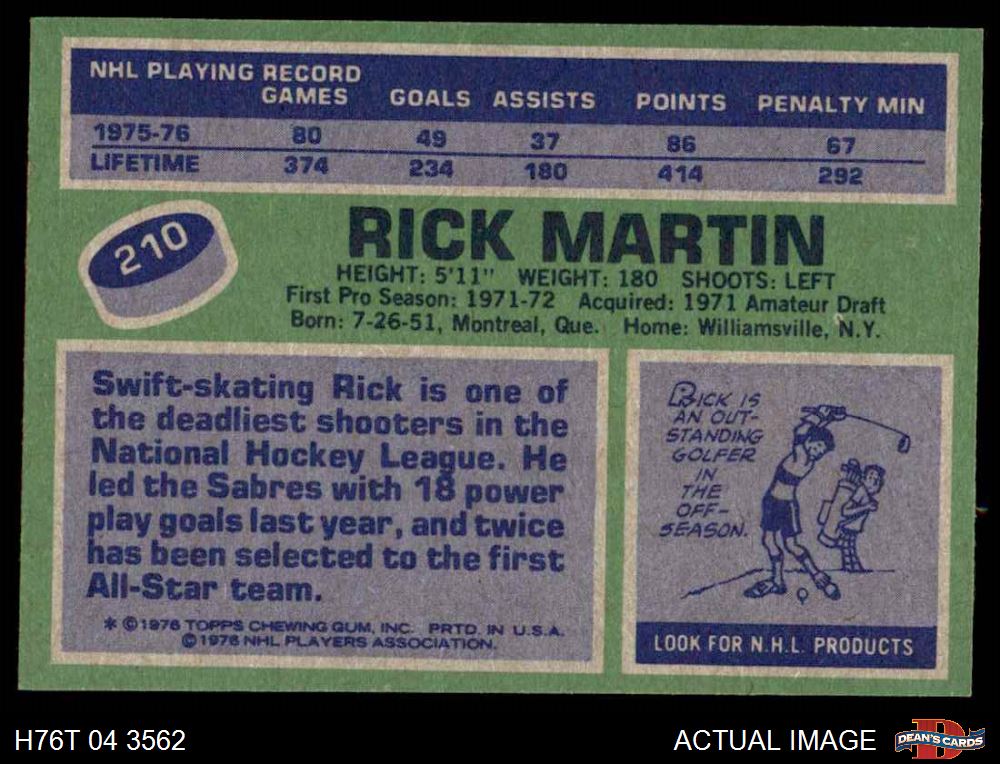 NHL PLAYING RECORD
GAMES GOALS ASSISTS POINTS PENALTY MIN
1975-76 80 49 37 86 67
LIFETIME 374 234 180 414 292
210
RICK MARTIN
HEIGHT: 5'11" WEIGHT: 180 SHOOTS: LEFT
First Pro Season: 1971-72 Acquired: 1971 Amateur Draft
Born: 7-26-51, Montreal, Que. Home: Williamsville, N.Y.
Swift-skating Rick is one of
the deadliest shooters in the
National Hockey League. He
led the Sabres with 18 power
play goals last year, and twice
has been selected to the first
All-Star team.
* ©1976 TOPPS CHEWING GUM, INC. PRTD. IN U.S.A.
©1976 NHL PLAYERS ASSOCIATION.
RICK IS
AN OUT-
STANDING
GOLFER
IN
THE
OFF-
SEASON.
LOOK FOR N.H.L. PRODUCTS
H76T 04 3562
ACTUAL IMAGE
DEAN'S CARDS